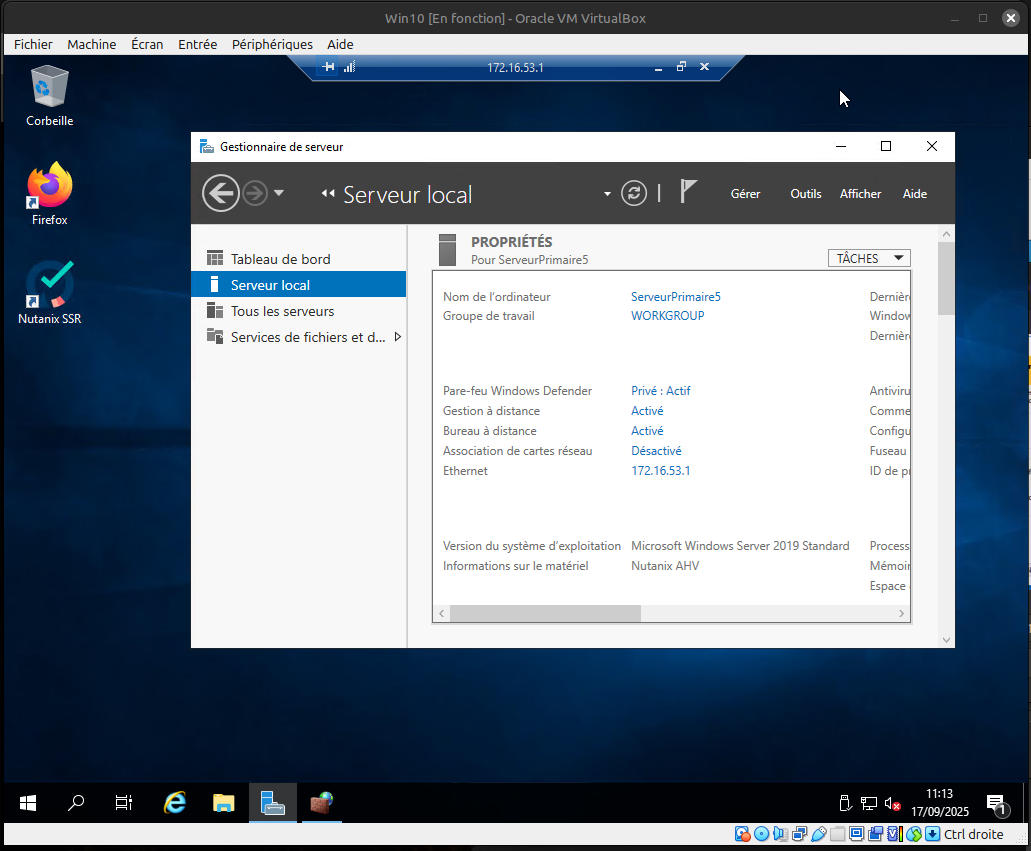 Win10 [En fonction] - Oracle VM VirtualBox
Fichier Machine Écran Entrée Périphériques Aide
172.16.53.1
Corbeille
Firefox
Nutanix SSR
Gestionnaire de serveur
Serveur local
Gérer Outils Afficher Aide
Tableau de bord
Serveur local
Tous les serveurs
Services de fichiers et d...
PROPRIÉTÉS
Pour ServeurPrimaire5
TÂCHES
Nom de l'ordinateur ServeurPrimaire5 Dernièr
Groupe de travail WORKGROUP Window
Dernièr
Pare-feu Windows Defender Privé : Actif Antiviru
Gestion à distance Activé Comme
Bureau à distance Activé Configu
Association de cartes réseau Désactivé Fuseau
Ethernet 172.16.53.1 ID de pr
Version du système d'exploitation Microsoft Windows Server 2019 Standard Process
Informations sur le matériel Nutanix AHV Mémoir
Espace
11:13
17/09/2025
1
Ctrl droite